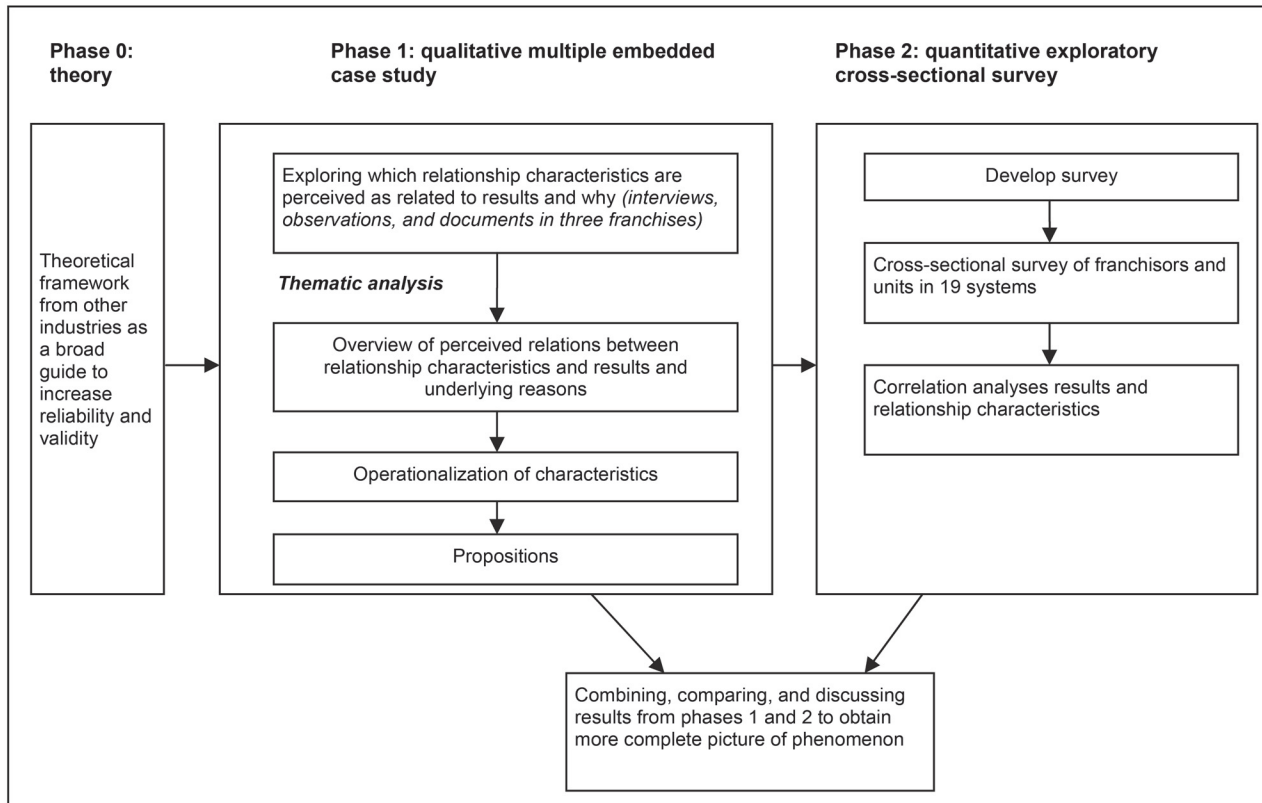 Phase 0:
theory
Phase 1: qualitative multiple embedded
case study
Phase 2: quantitative exploratory
cross-sectional survey
Theoretical
framework
from other
industries as
a broad
guide to
increase
reliability and
validity
Exploring which relationship characteristics are
perceived as related to results and why (interviews,
observations, and documents in three franchises)
Thematic analysis
Overview of perceived relations between
relationship characteristics and results and
underlying reasons
Operationalization of characteristics
Propositions
Develop survey
Cross-sectional survey of franchisors and
units in 19 systems
Correlation analyses results and
relationship characteristics
Combining, comparing, and discussing
results from phases 1 and 2 to obtain
more complete picture of phenomenon